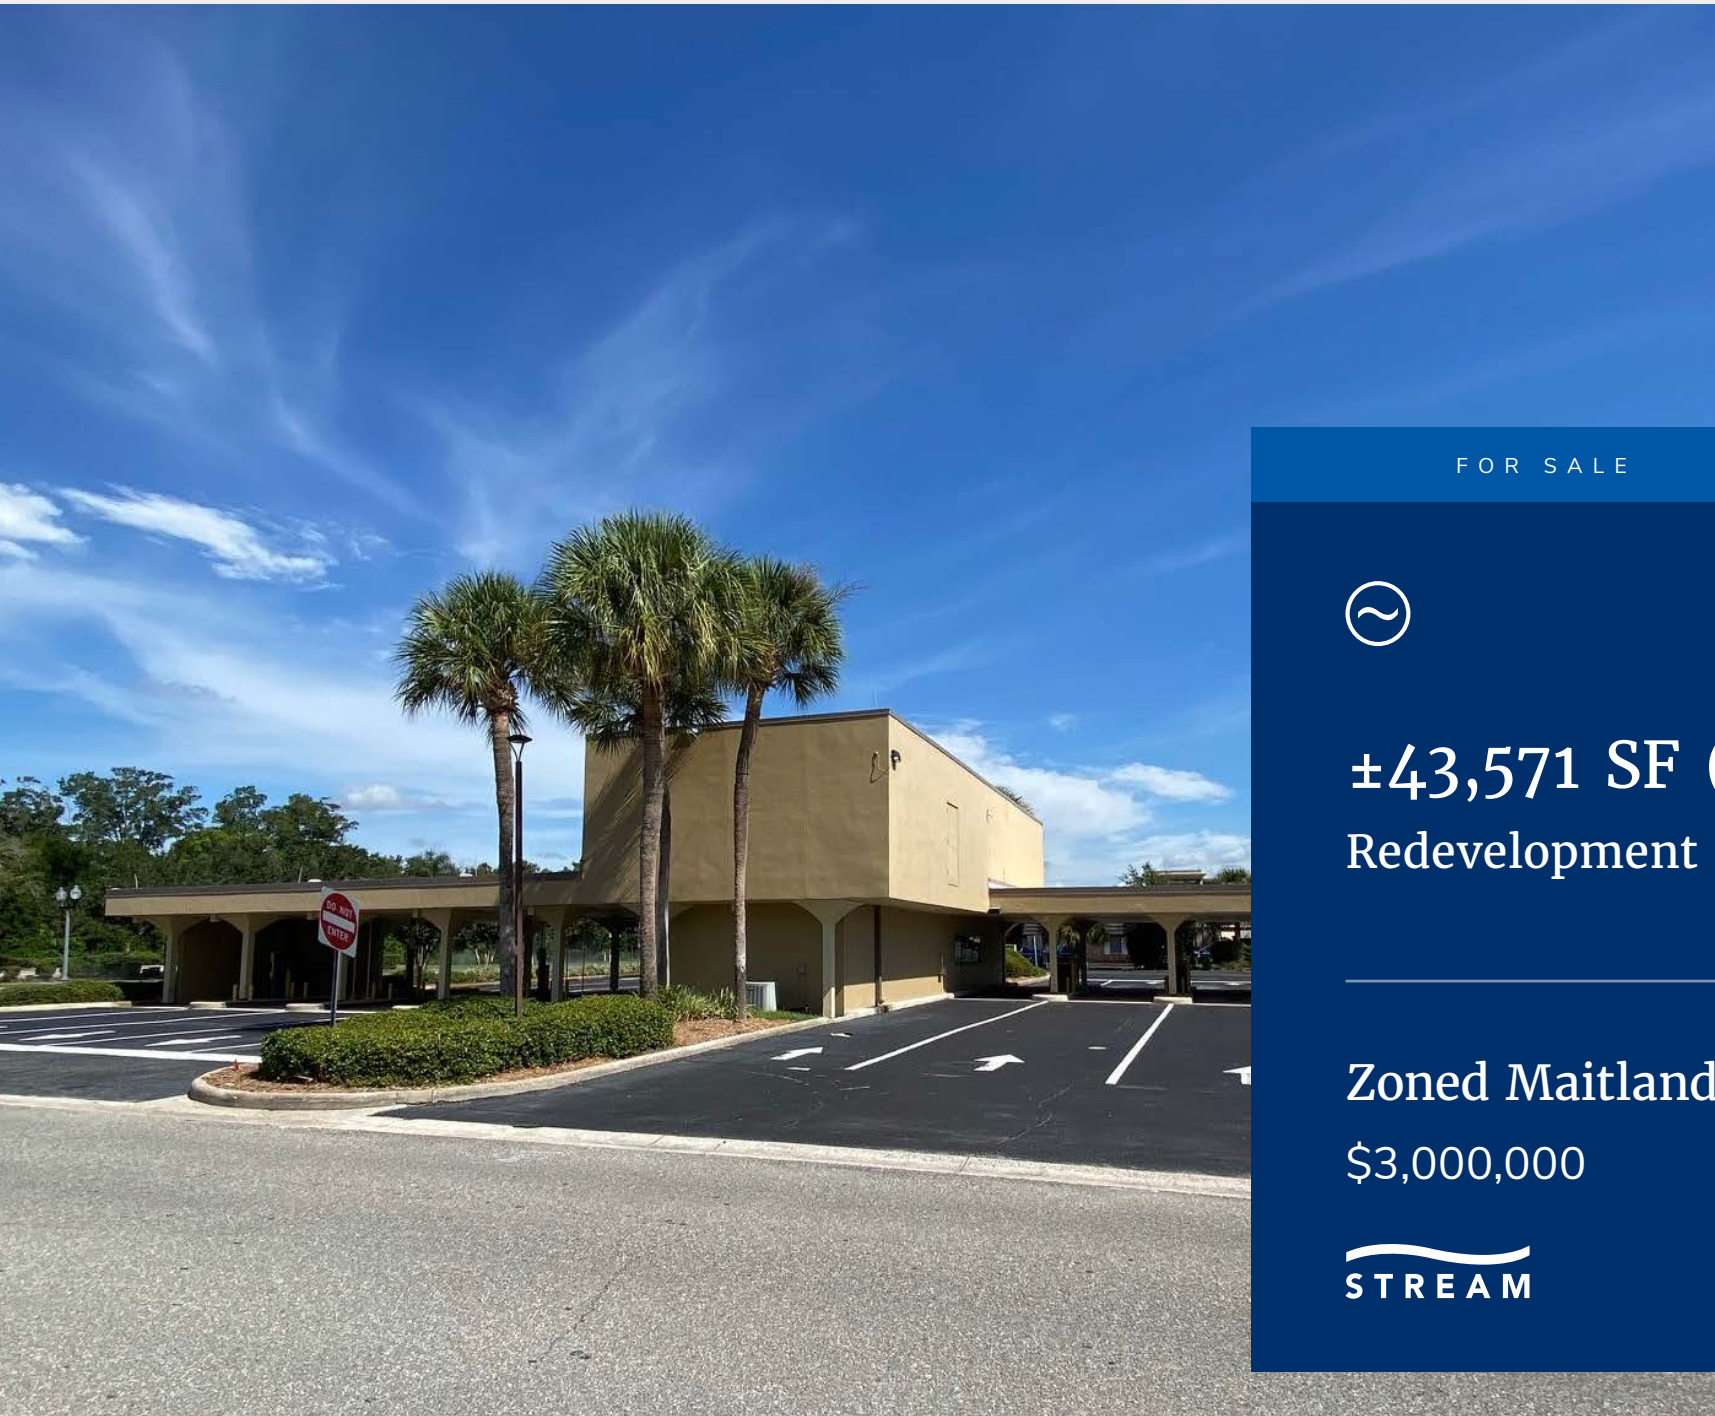 FOR SALE
±43,571 SF (
Redevelopment
Zoned Maitland
$3,000,000
STREAM
DO NOT
ENTER